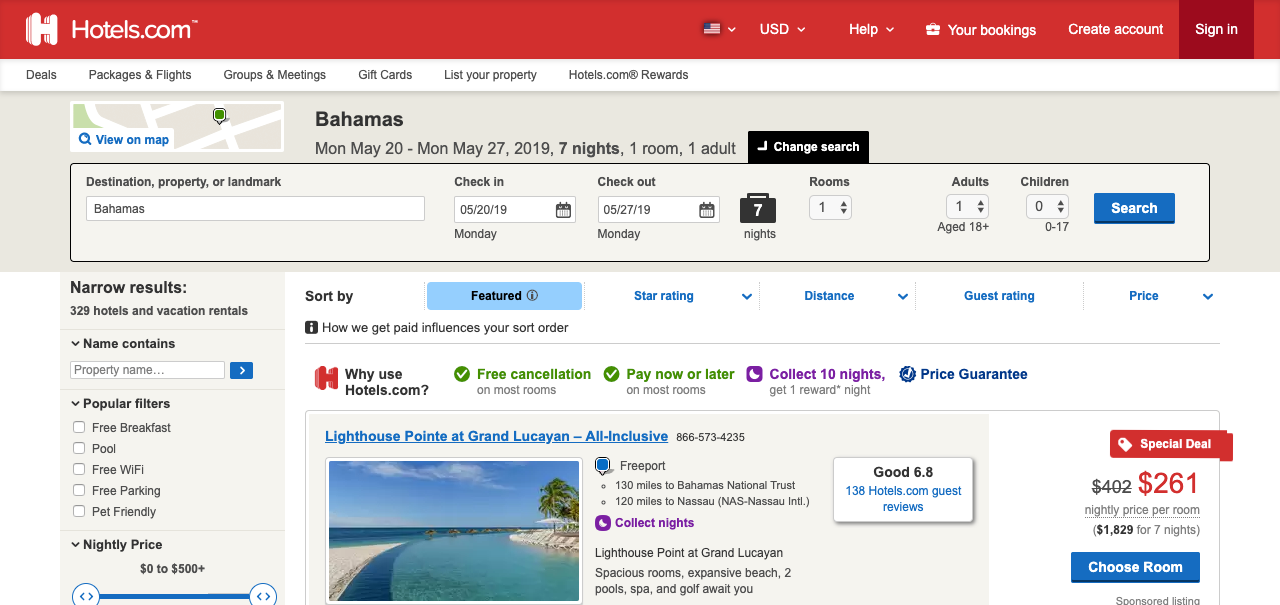 Hotels.com™
USD
Help
Your bookings
Create account
Sign in
Deals
Packages & Flights
Groups & Meetings
Gift Cards
List your property
Hotels.com® Rewards
View on map
Bahamas
Mon May 20 - Mon May 27, 2019, 7 nights, 1 room, 1 adult
Change search
Destination, property, or landmark
Bahamas
Check in
05/20/19
Monday
Check out
05/27/19
Monday
7
nights
Rooms
1
Adults
1
Aged 18+
Children
0
0-17
Search
Narrow results:
329 hotels and vacation rentals
Name contains
Property name…
Popular filters
Free Breakfast
Pool
Free WiFi
Free Parking
Pet Friendly
Nightly Price
$0 to $500+
Sort by
Featured
Star rating
Distance
Guest rating
Price
How we get paid influences your sort order
Why use
Hotels.com?
Free cancellation
on most rooms
Pay now or later
on most rooms
Collect 10 nights,
get 1 reward* night
Price Guarantee
Lighthouse Pointe at Grand Lucayan – All-Inclusive 866-573-4235
Freeport
130 miles to Bahamas National Trust
120 miles to Nassau (NAS-Nassau Intl.)
Collect nights
Lighthouse Point at Grand Lucayan
Spacious rooms, expansive beach, 2
pools, spa, and golf await you
Good 6.8
138 Hotels.com guest
reviews
Special Deal
$402 $261
nightly price per room
($1,829 for 7 nights)
Choose Room
Sponsored listing